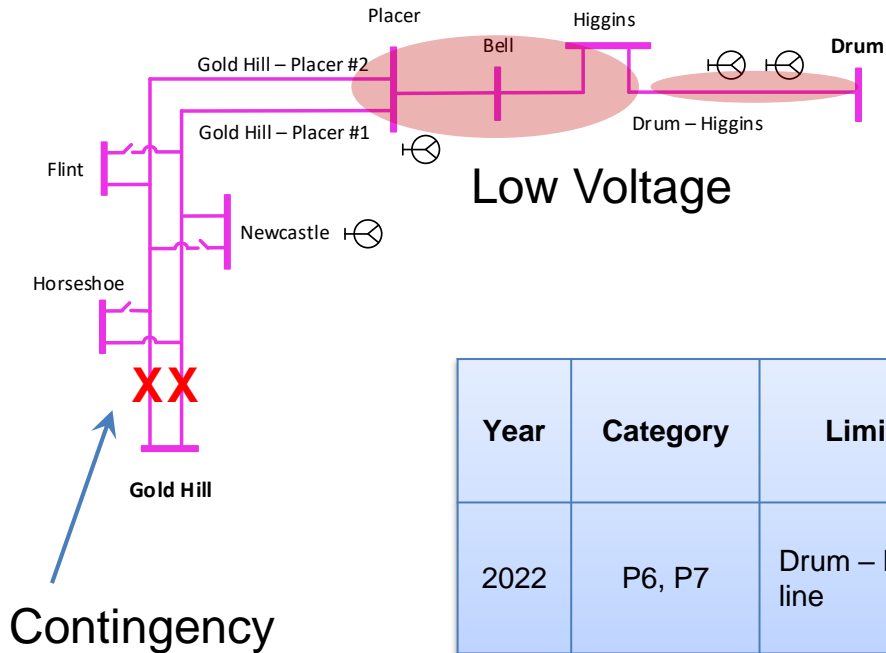 Placer
Higgins
Bell
Drum
Gold Hill – Placer #2
Gold Hill – Placer #1
Drum – Higgins
Flint
Low Voltage
Newcastle
Horseshoe
X X
Gold Hill
Contingency
Year
Category
2022
P6, P7
Drum –
line